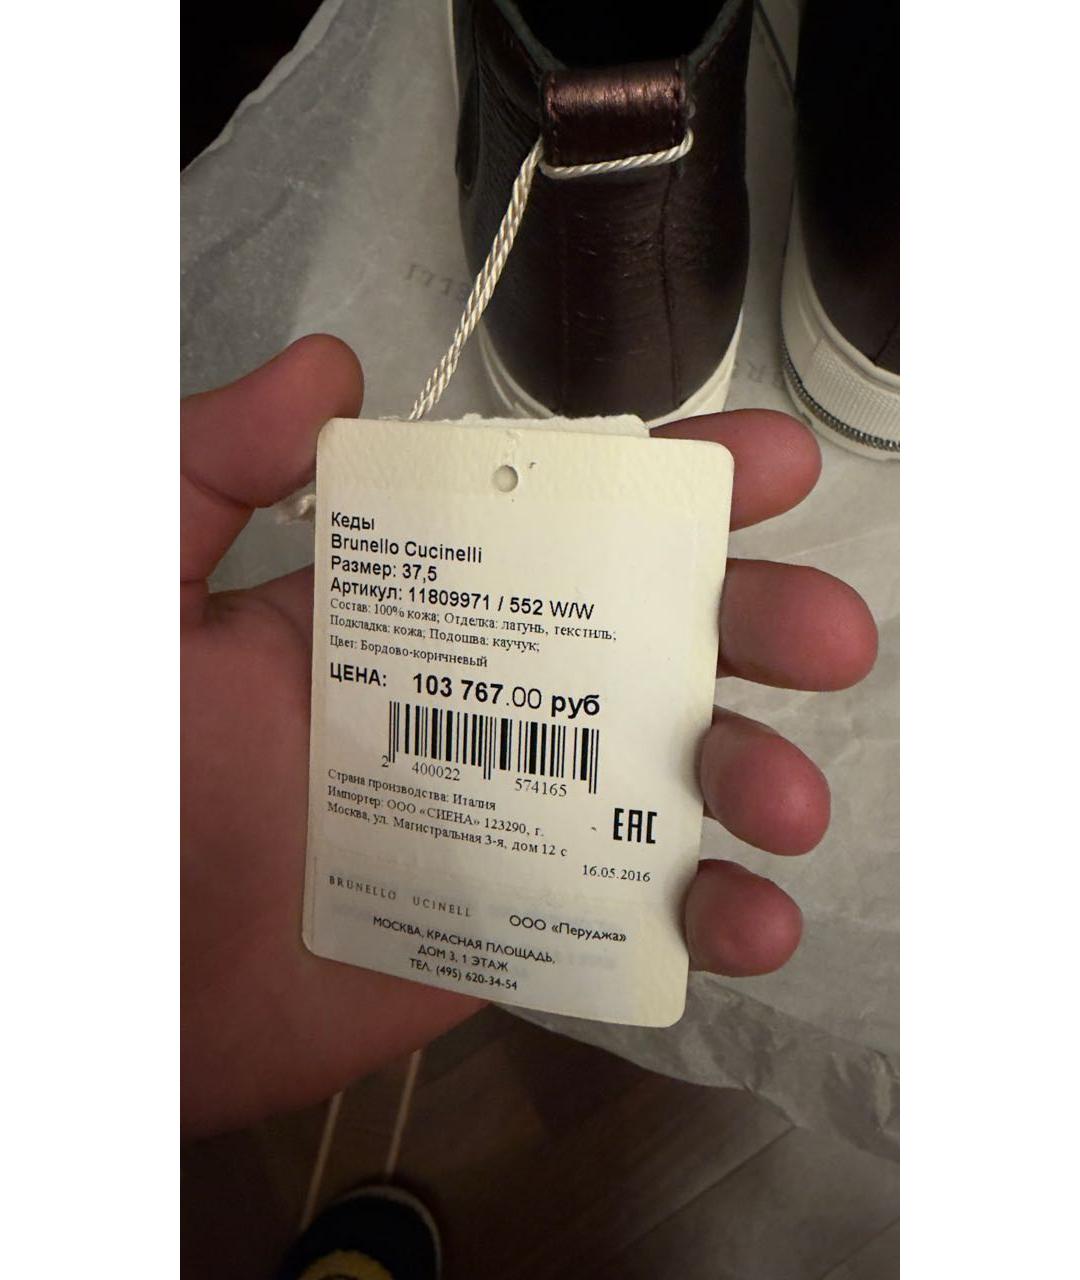 Кеды
Brunello Cucinelli
Размер: 37,5
Артикул: 11809971 / 552 W/W
Состав: 100% кожа; Отделка: латунь, текстиль;
Подкладка: кожа; Подошва: каучук;
Цвет: Бордово-коричневый
ЦЕНА: 103 767.00 руб
2 400022 574165
Страна производства: Италия
Импортер: ООО «СИЕНА» 123290, г.
Москва, ул. Магистральная 3-я, дом 12 с
EAC
16.05.2016
BRUNELLO UCINELL
ООО «Перуджа»
МОСКВА, КРАСНАЯ ПЛОЩАДЬ,
ДОМ 3, 1 ЭТАЖ
ТЕЛ. (495) 620-34-54